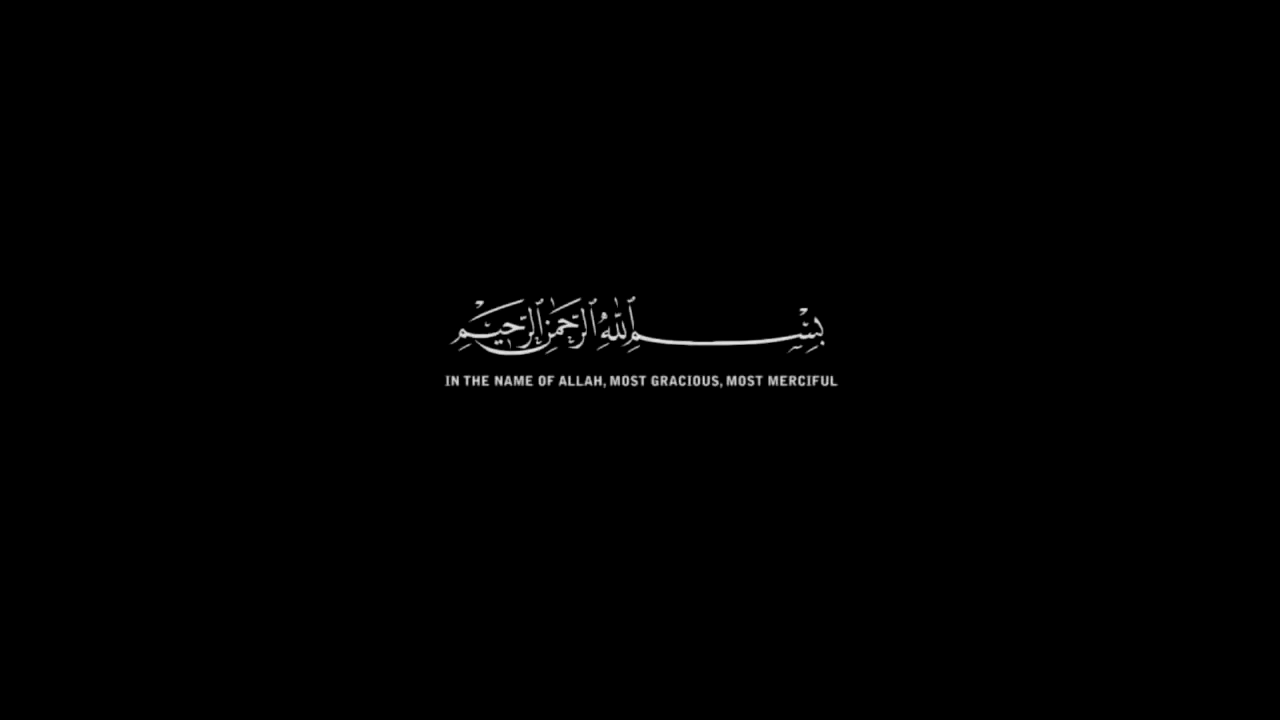 بِسْمِ اللَّهِ الرَّحْمَٰنِ الرَّحِيمِ
IN THE NAME OF ALLAH, MOST GRACIOUS, MOST MERCIFUL